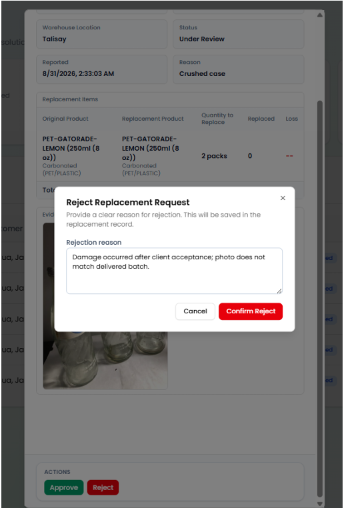 Warehouse Location
Talisay
Status
Under Review
Reported
8/31/2026, 2:33:03 AM
Reason
Crushed case
Replacement Items
Original Product
Replacement Product
Quantity to
Replace
Replaced
Loss
PET-GATORADE-
LEMON (250ml (8
oz))
Carbonated
(PET/PLASTIC)
PET-GATORADE-
LEMON (250ml (8
oz))
Carbonated
(PET/PLASTIC)
2 packs
0
—
Reject Replacement Request
×
Provide a clear reason for rejection. This will be saved in the
replacement record.
Rejection reason
Damage occurred after client acceptance; photo does not
match delivered batch.
Cancel
Confirm Reject
ACTIONS
Approve
Reject